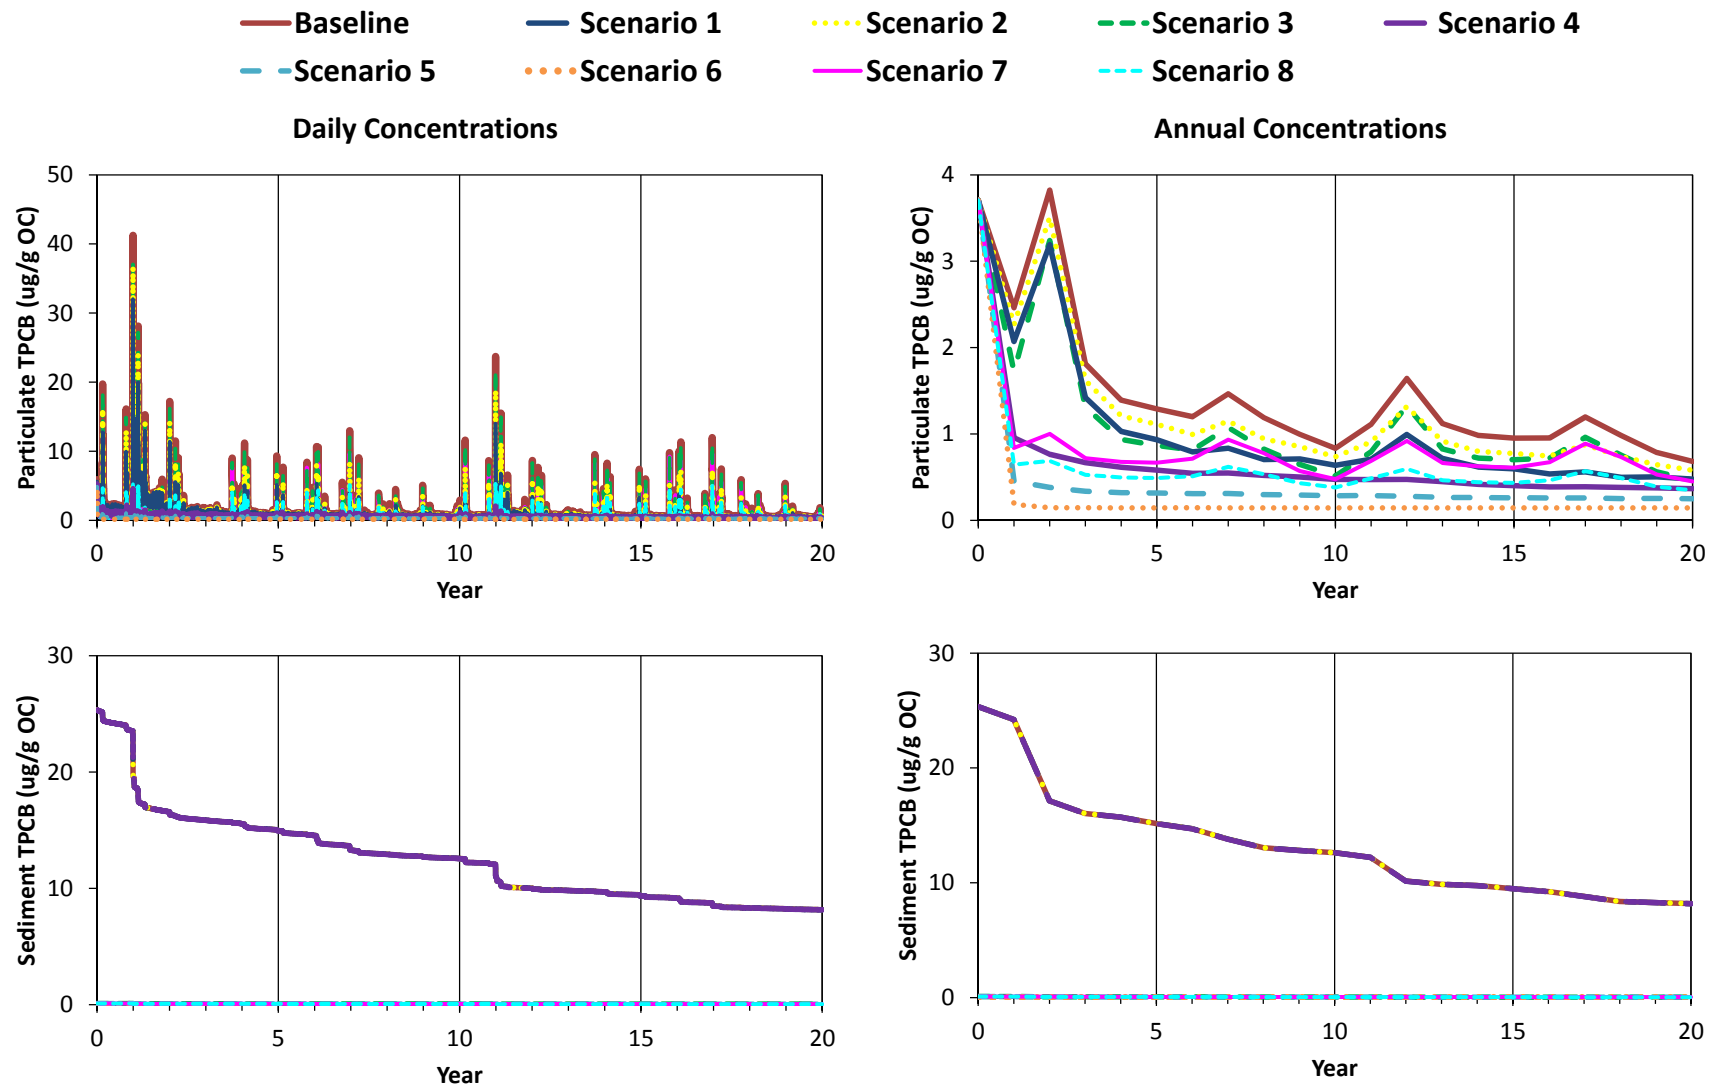 Baseline Scenario 1 Scenario 2 Scenario 3 Scenario 4
Scenario 5 Scenario 6 Scenario 7 Scenario 8
Daily Concentrations
Particulate TPCB (ug/g OC)
50
40
30
20
10
0
0 5 10 15 20
Year
Annual Concentrations
Particulate TPCB (ug/g OC)
4
3
2
1
0
0 5 10 15 20
Year
Sediment TPCB (ug/g OC)
30
20
10
0
0 5 10 15 20
Year
Sediment TPCB (ug/g OC)
30
20
10
0
0 5 10 15 20
Year